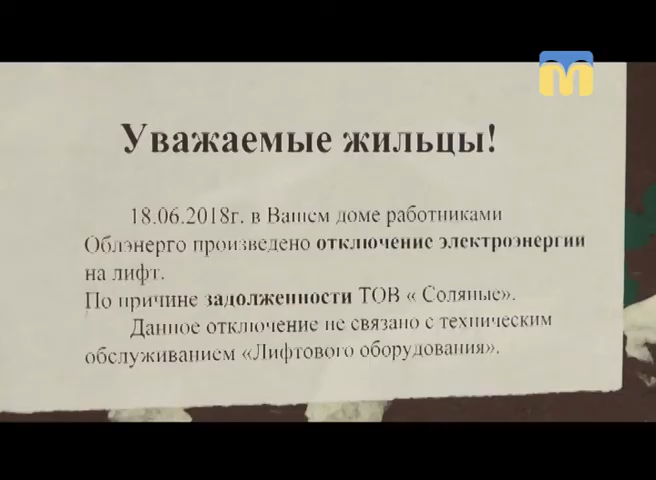 Уважаемые жильцы!
18.06.2018г. в Вашем доме работниками
Облэнерго произведено отключение электроэнергии
на лифт.
По причине задолженности ТОВ « Соляные».
Данное отключение не связано с техническим
обслуживанием «Лифтового оборудования».